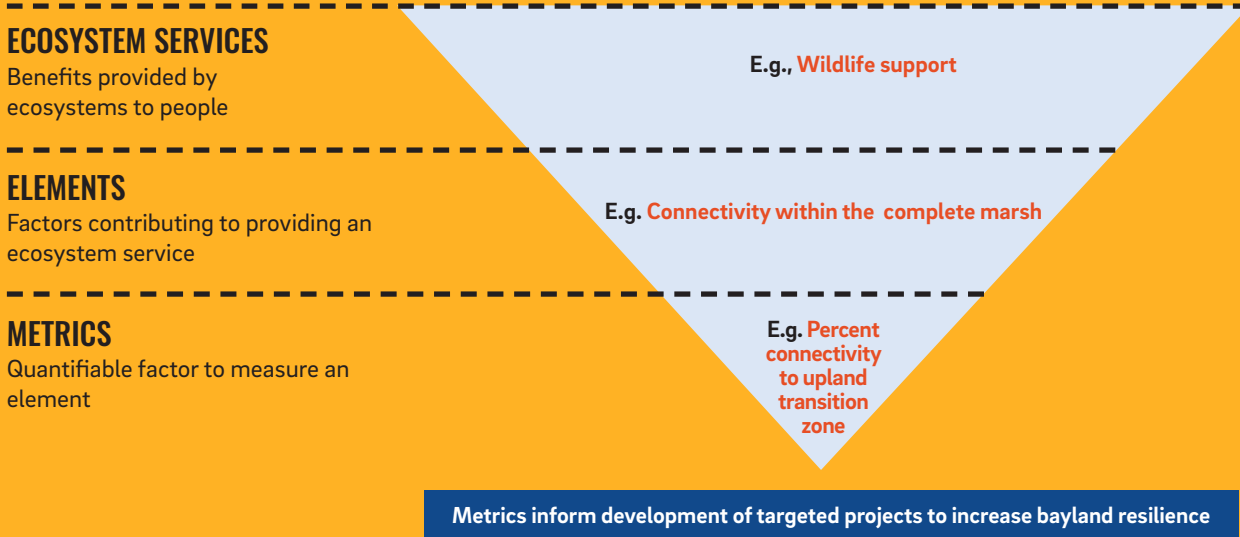 ECOSYSTEM SERVICES
Benefits provided by
ecosystems to people
E.g., Wildlife support
ELEMENTS
Factors contributing to providing an
ecosystem service
E.g. Connectivity within the complete marsh
METRICS
Quantifiable factor to measure an
element
E.g. Percent
connectivity
to upland
transition
zone
Metrics inform development of targeted projects to increase bayland resilience